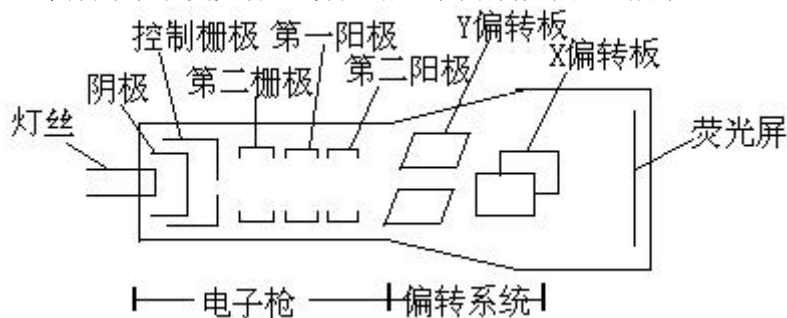 控制栅极 第一阳极 Y偏转板
X偏转板
阴极 第二栅极 第二阳极
灯丝
荧光屏
电子枪 偏转系统